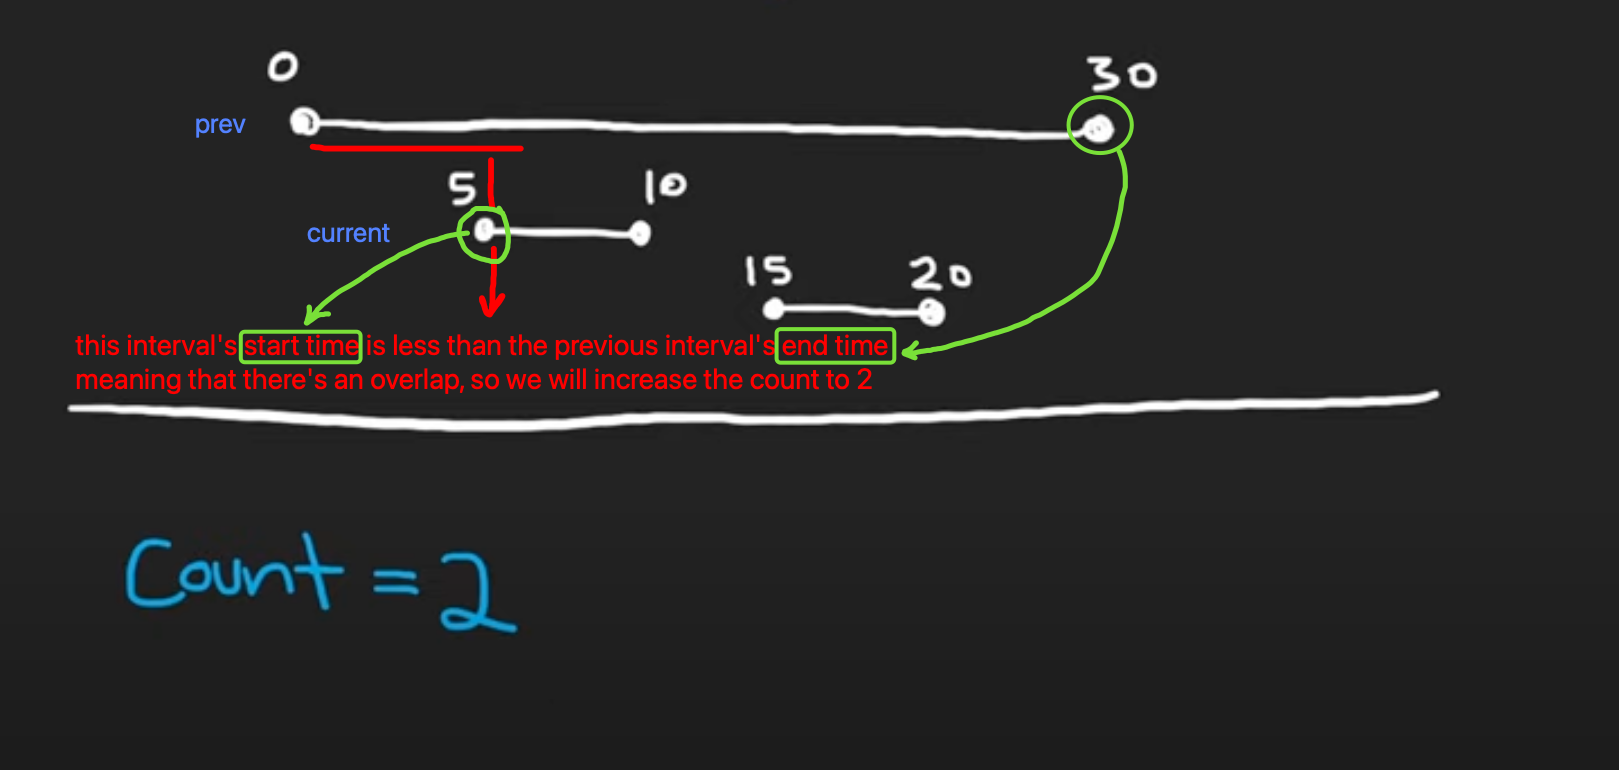 0 30
prev
5 10
current
15 20
this interval's start time is less than the previous interval's end time
meaning that there's an overlap, so we will increase the count to 2
Count = 2